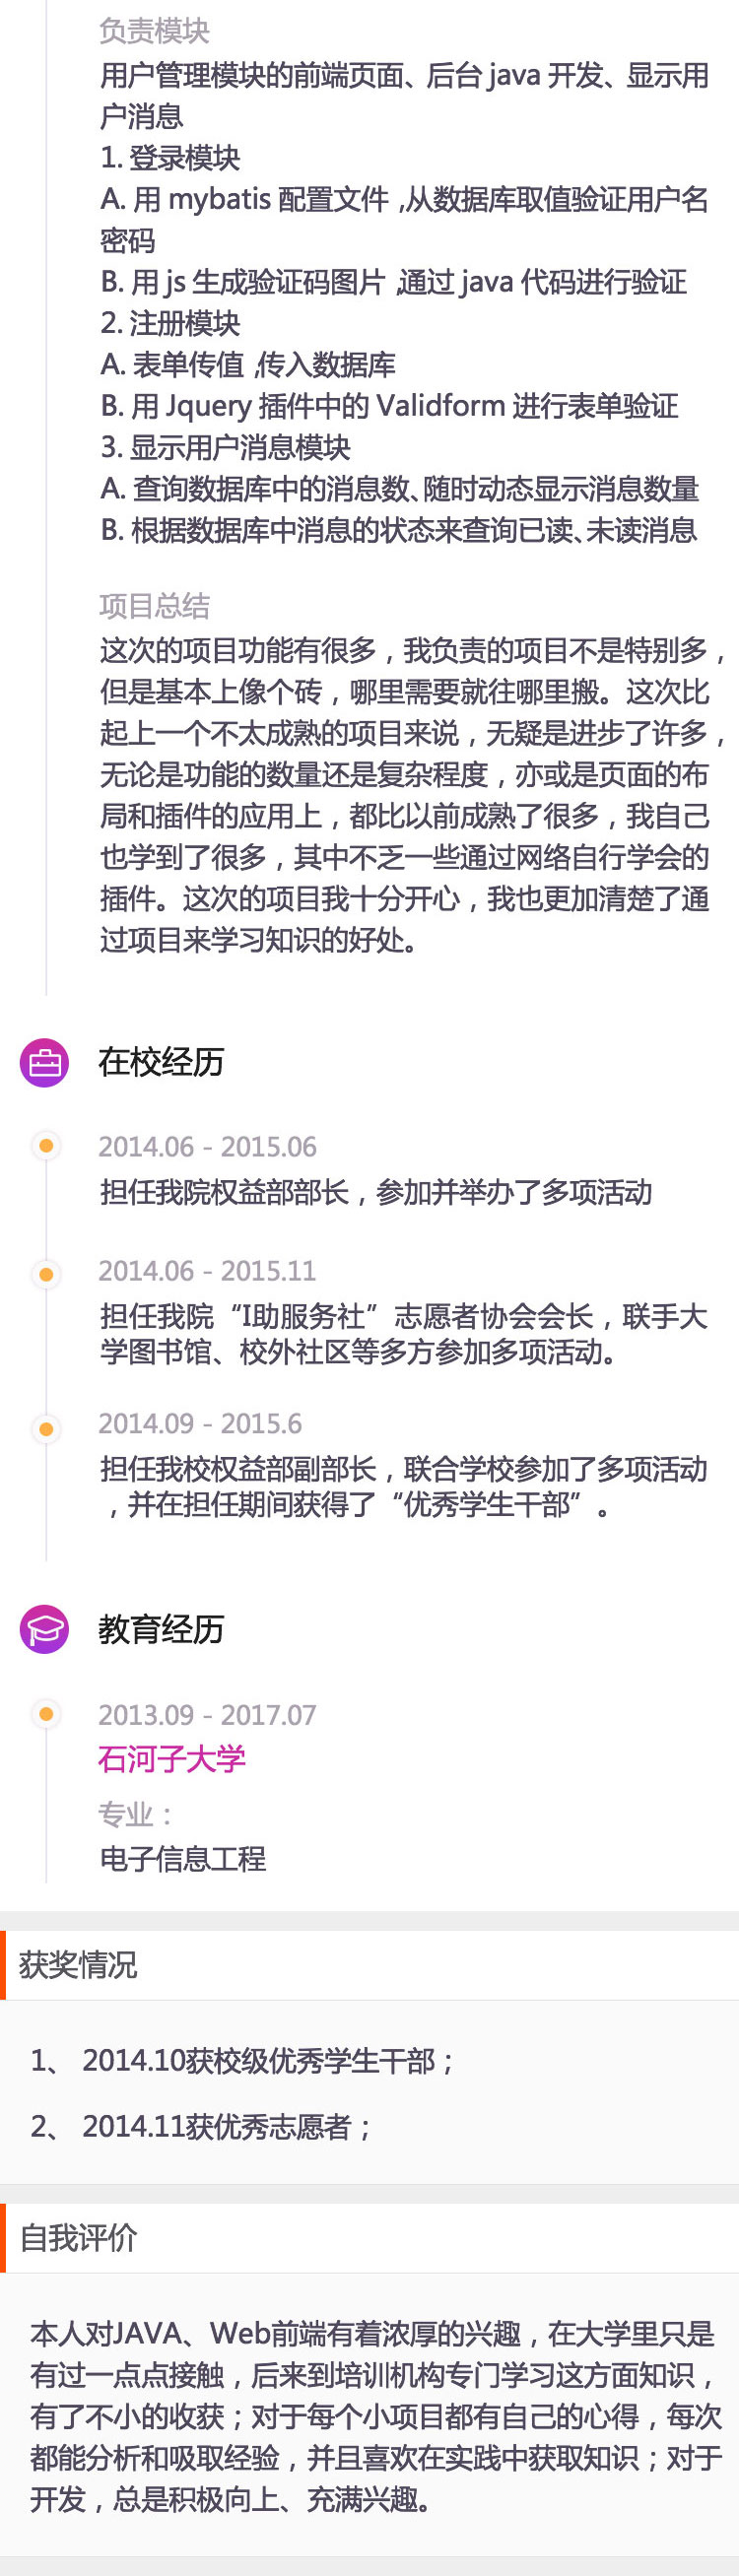 负责模块
用户管理模块的前端页面、后台 java 开发、显示用
户消息
1. 登录模块
A. 用 mybatis 配置文件 ,从数据库取值验证用户名
密码
B. 用 js 生成验证码图片 ,通过 java 代码进行验证
2. 注册模块
A. 表单传值 ,传入数据库
B. 用 Jquery 插件中的 Validform 进行表单验证
3. 显示用户消息模块
A. 查询数据库中的消息数、随时动态显示消息数量
B. 根据数据库中消息的状态来查询已读、未读消息
项目总结
这次的项目功能有很多，我负责的项目不是特别多，
但是基本上像个砖，哪里需要就往哪里搬。这次比
起上一个不太成熟的项目来说，无疑是进步了许多，
无论是功能的数量还是复杂程度，亦或是页面的布
局和插件的应用上，都比以前成熟了很多，我自己
也学到了很多，其中不乏一些通过网络自行学会的
插件。这次的项目我十分开心，我也更加清楚了通
过项目来学习知识的好处。
在校经历
2014.06 - 2015.06
担任我院权益部部长，参加并举办了多项活动
2014.06 - 2015.11
担任我院“I助服务社”志愿者协会会长，联手大
学图书馆、校外社区等多方参加多项活动。
2014.09 - 2015.6
担任我校权益部副部长，联合学校参加了多项活动
，并在担任期间获得了“优秀学生干部”。
教育经历
2013.09 - 2017.07
石河子大学
专业：
电子信息工程
获奖情况
1、 2014.10获校级优秀学生干部；
2、 2014.11获优秀志愿者；
自我评价
本人对JAVA、Web前端有着浓厚的兴趣，在大学里只是
有过一点点接触，后来到培训机构专门学习这方面知识，
有了不小的收获；对于每个小项目都有自己的心得，每次
都能分析和吸取经验，并且喜欢在实践中获取知识；对于
开发，总是积极向上、充满兴趣。